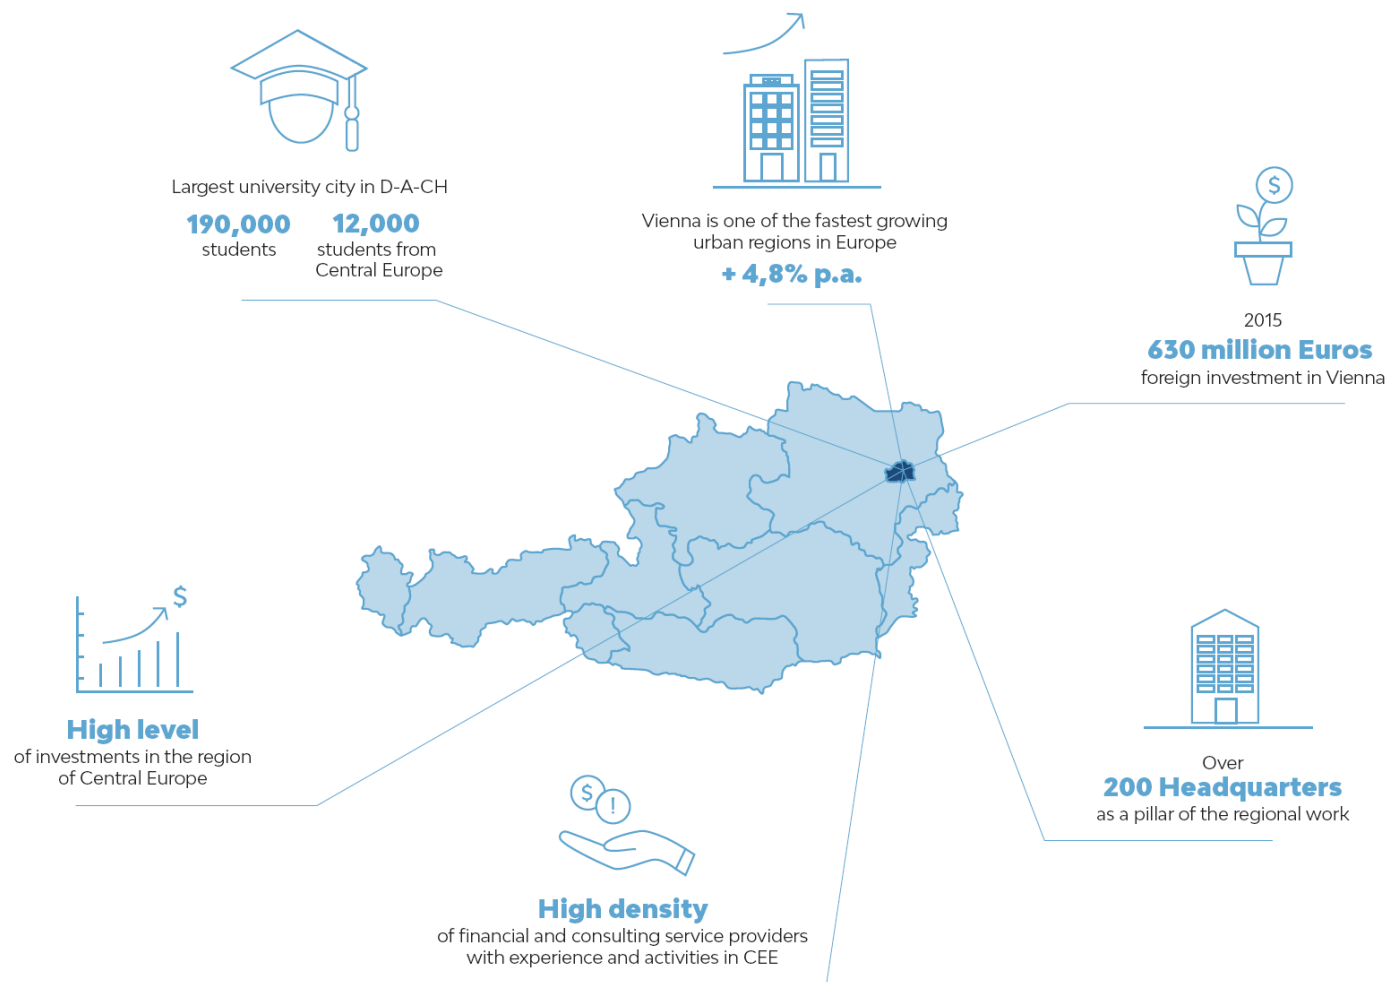 Largest university city in D-A-CH
190,000
students
12,000
students from
Central Europe
Vienna is one of the fastest growing
urban regions in Europe
+ 4,8% p.a.
$
2015
630 million Euros
foreign investment in Vienna
$
High level
of investments in the region
of Central Europe
Over
200 Headquarters
as a pillar of the regional work
$ !
High density
of financial and consulting service providers
with experience and activities in CEE